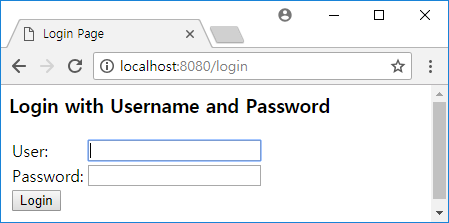 Login Page
localhost:8080/login
Login with Username and Password
User:
Password:
Login